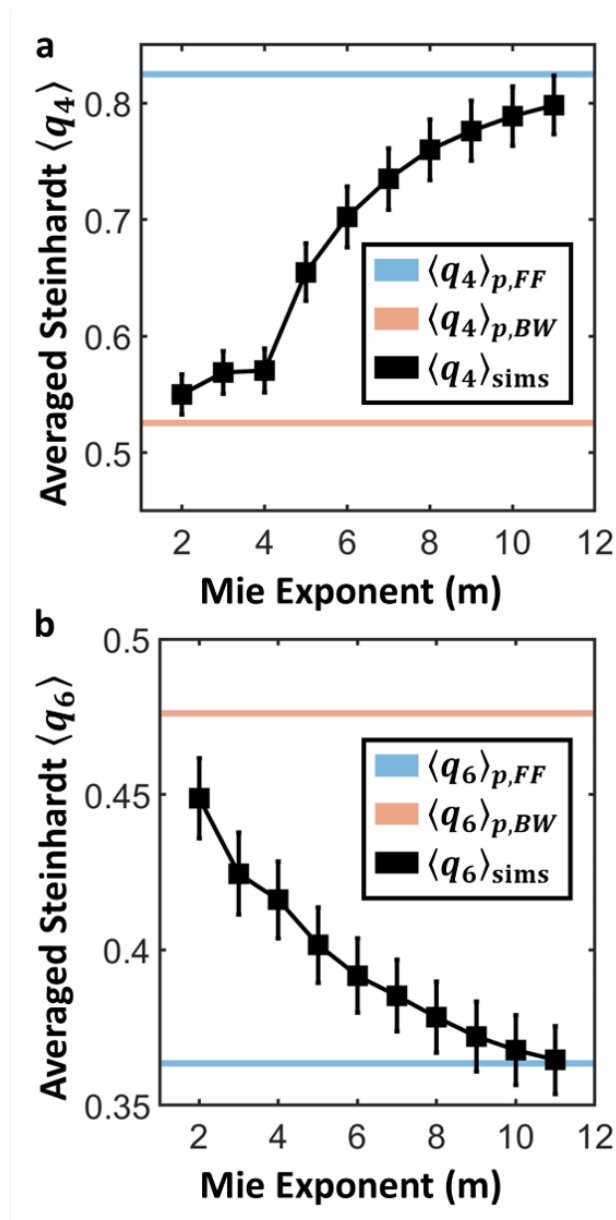 a
Averaged Steinhardt ⟨q₄⟩
0.8
0.7
0.6
0.5
⟨q₄⟩p,FF
⟨q₄⟩p,BW
⟨q₄⟩sims
2 4 6 8 10 12
Mie Exponent (m)
b
Averaged Steinhardt ⟨q₆⟩
0.5
0.45
0.4
0.35
⟨q₆⟩p,FF
⟨q₆⟩p,BW
⟨q₆⟩sims
2 4 6 8 10 12
Mie Exponent (m)